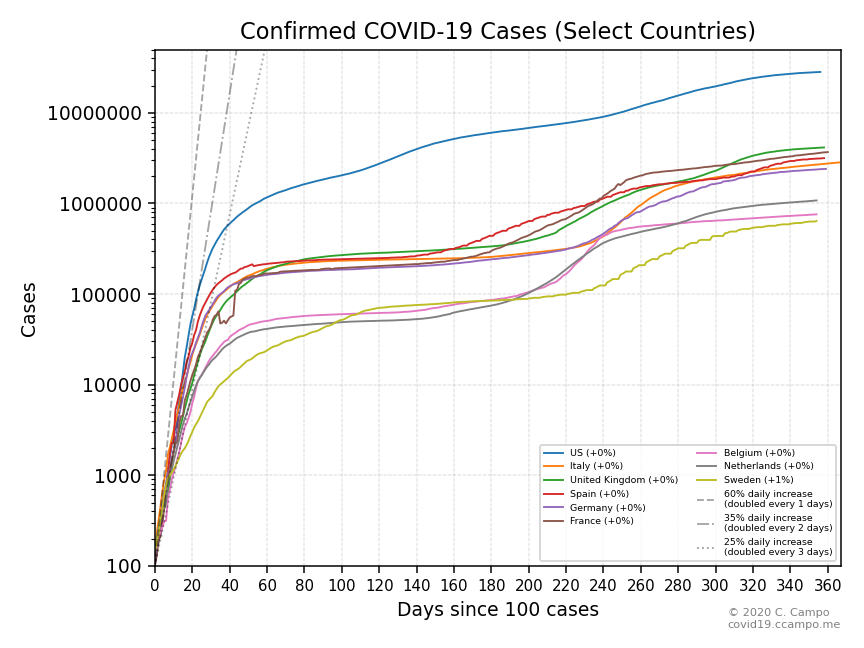 Confirmed COVID-19 Cases (Select Countries)
Cases
10000000
1000000
100000
10000
1000
100
0 20 40 60 80 100 120 140 160 180 200 220 240 260 280 300 320 340 360
Days since 100 cases
US (+0%)
Italy (+0%)
United Kingdom (+0%)
Spain (+0%)
Germany (+0%)
France (+0%)
Belgium (+0%)
Netherlands (+0%)
Sweden (+1%)
60% daily increase
(doubled every 1 days)
35% daily increase
(doubled every 2 days)
25% daily increase
(doubled every 3 days)
© 2020 C. Campo
covid19.ccampo.me